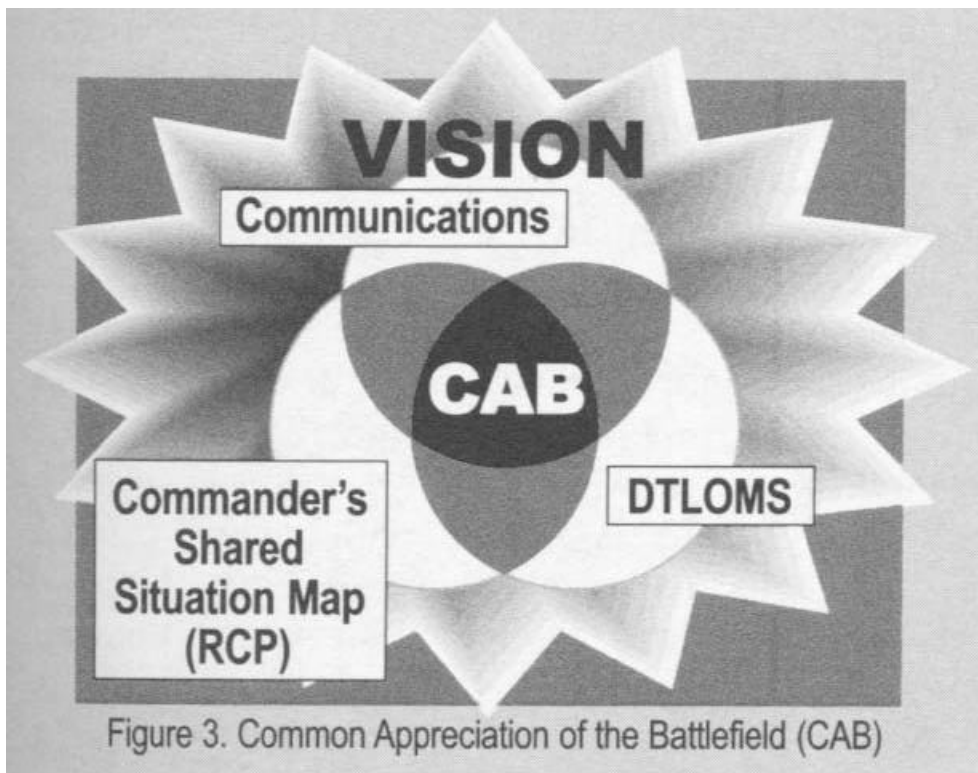 VISION
Communications
CAB
Commander's
Shared
Situation Map
(RCP)
DTLOMS
Figure 3. Common Appreciation of the Battlefield (CAB)